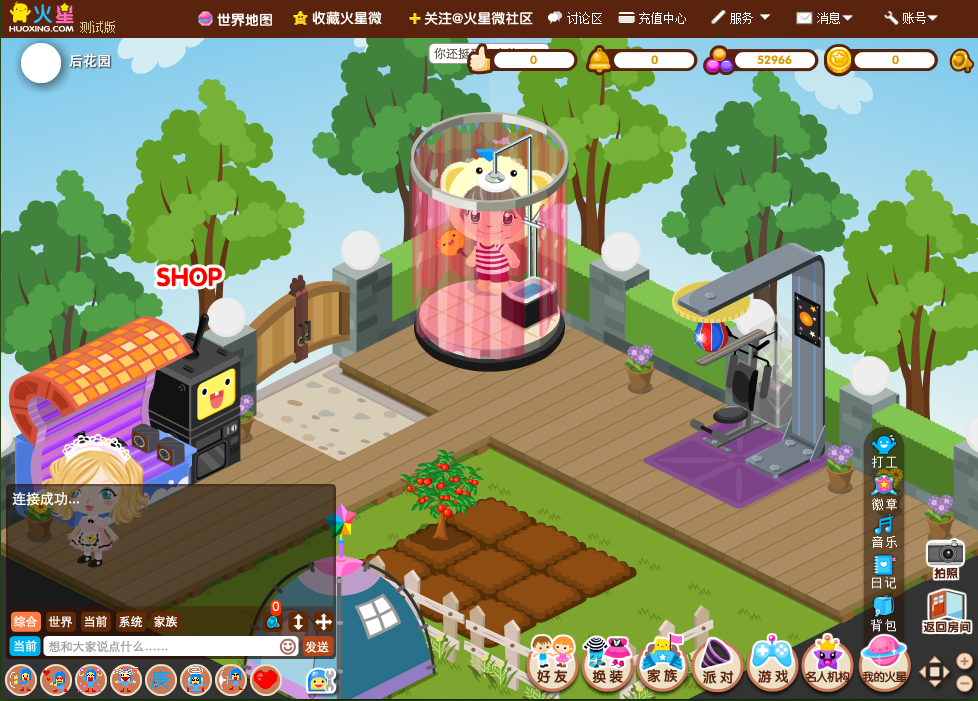 火星
HUOXING.COM 测试版
世界地图
收藏火星微
关注@火星微社区
讨论区
充值中心
服务
消息
账号
后花园
你还挺
0
0
52966
0
SHOP
连接成功...
0
综合
世界
当前
系统
家族
当前
想和大家说点什么......
发送
打工
徽章
音乐
日记
背包
拍照
返回房间
好友
换装
家族
派对
游戏
名人机构
我的火星